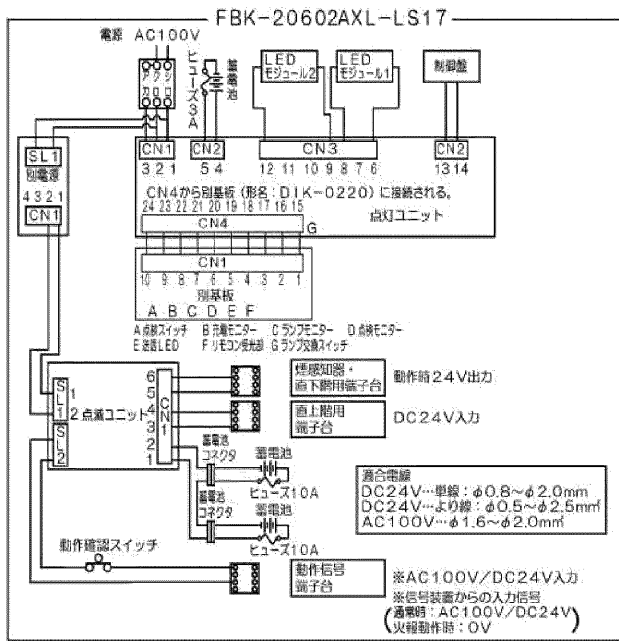 FBK-20602AXL-LS17
電源 AC100V
ヒューズ3A
蓄電池
LED
モジュール2
LED
モジュール1
制御盤
アカ
クロ
シロ
SL1
別電源
4 3 2 1
CN1
CN1
3 2 1
CN2
5 4
CN3
12 11 10 9 8 7 6
CN2
13 14
CN4から別基板(形名:DIK-0220)に接続される。
24 23 22 21 20 19 18 17 16 15
CN4
G
点灯ユニット
CN1
10 9 8 7 6 5 4 3 2 1
別基板
A B C D E F
A 点検スイッチ B 充電モニター C ランプモニター D 点検モニター
E 送話LED F リモコン受光部 G ランプ交換スイッチ
SL1
1
2
点滅ユニット
SL2
CN1
6
5
4
3
2
1
煙感知器・
直下階用端子台
動作時24V出力
直上階用
端子台
DC24V入力
蓄電池
コネクタ
蓄電池
ヒューズ10A
蓄電池
コネクタ
蓄電池
ヒューズ10A
適合電線
DC24V…単線:φ0.8~φ2.0mm
DC24V…より線:φ0.5~φ2.5m㎡
AC100V…φ1.6~φ2.0m㎡
動作確認スイッチ
動作信号
端子台
※AC100V/DC24V入力
※信号装置からの入力信号
(通常時:AC100V/DC24V
火報動作時:0V)